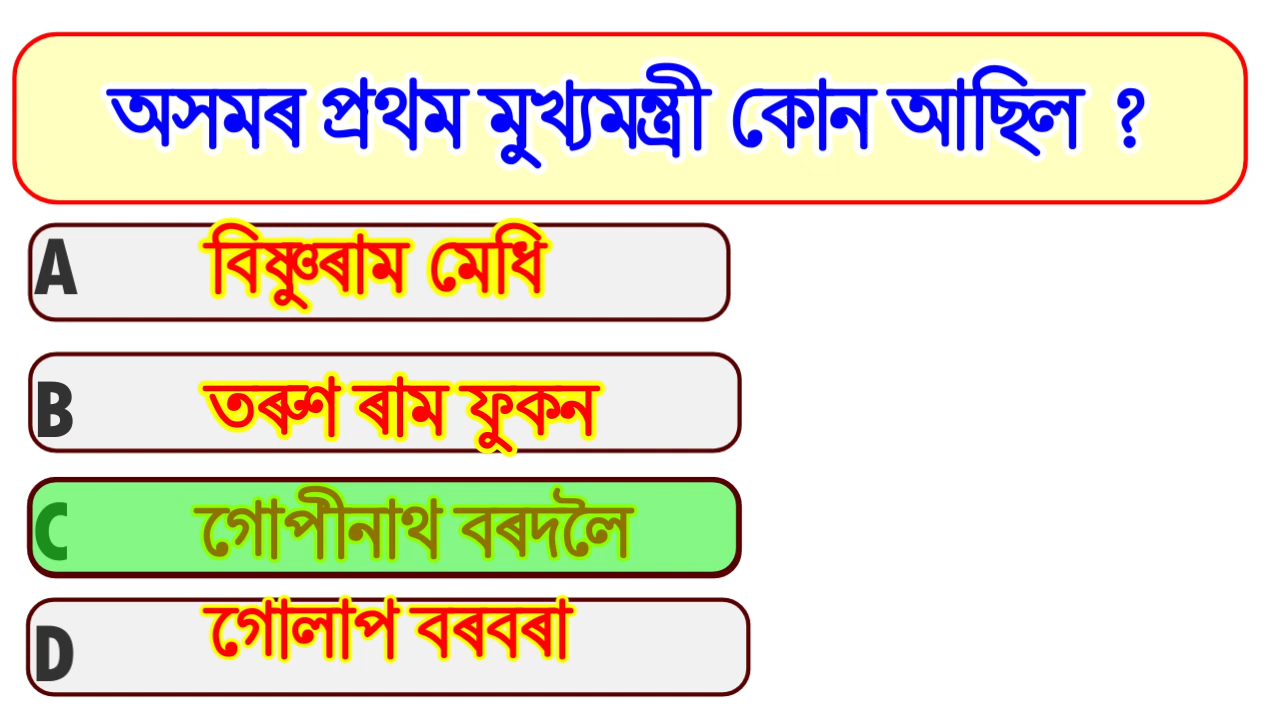 অসমৰ প্ৰথম মুখ্যমন্ত্ৰী কোন আছিল ?
A বিষ্ণুৰাম মেধি
B তৰুণ ৰাম ফুকন
C গোপীনাথ বৰদলৈ
D গোলাপ বৰবৰা